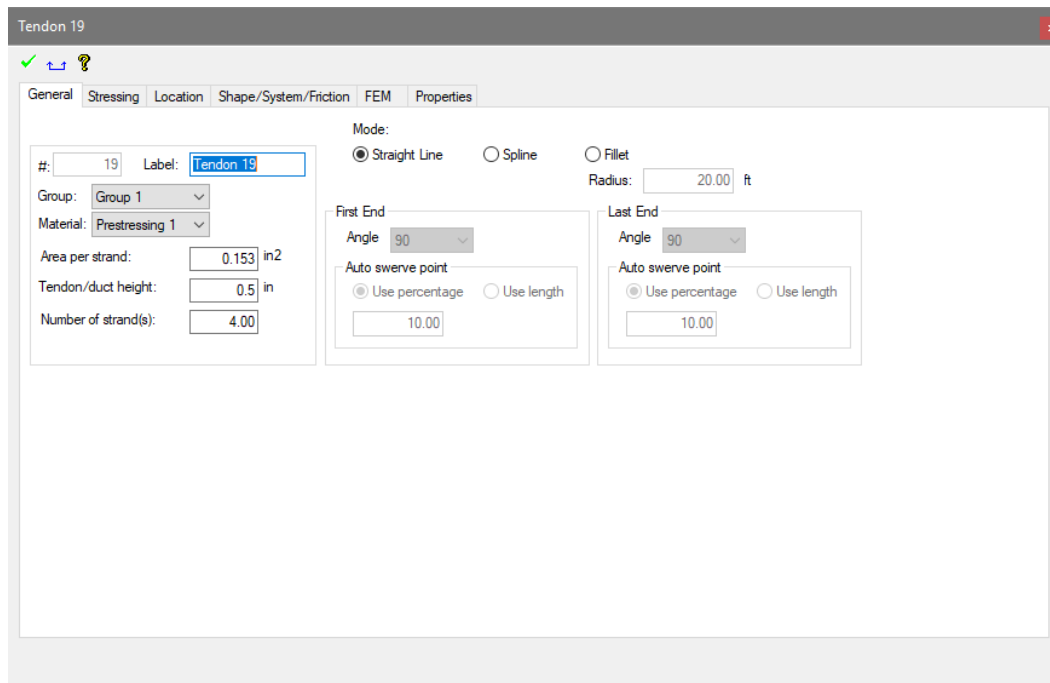 Tendon 19
General Stressing Location Shape/System/Friction FEM Properties
Mode:
Straight Line Spline Fillet
Radius: 20.00 ft
#: 19 Label: Tendon 19
Group: Group 1
Material: Prestressing 1
Area per strand: 0.153 in2
Tendon/duct height: 0.5 in
Number of strand(s): 4.00
First End
Angle 90
Auto swerve point
Use percentage Use length
10.00
Last End
Angle 90
Auto swerve point
Use percentage Use length
10.00